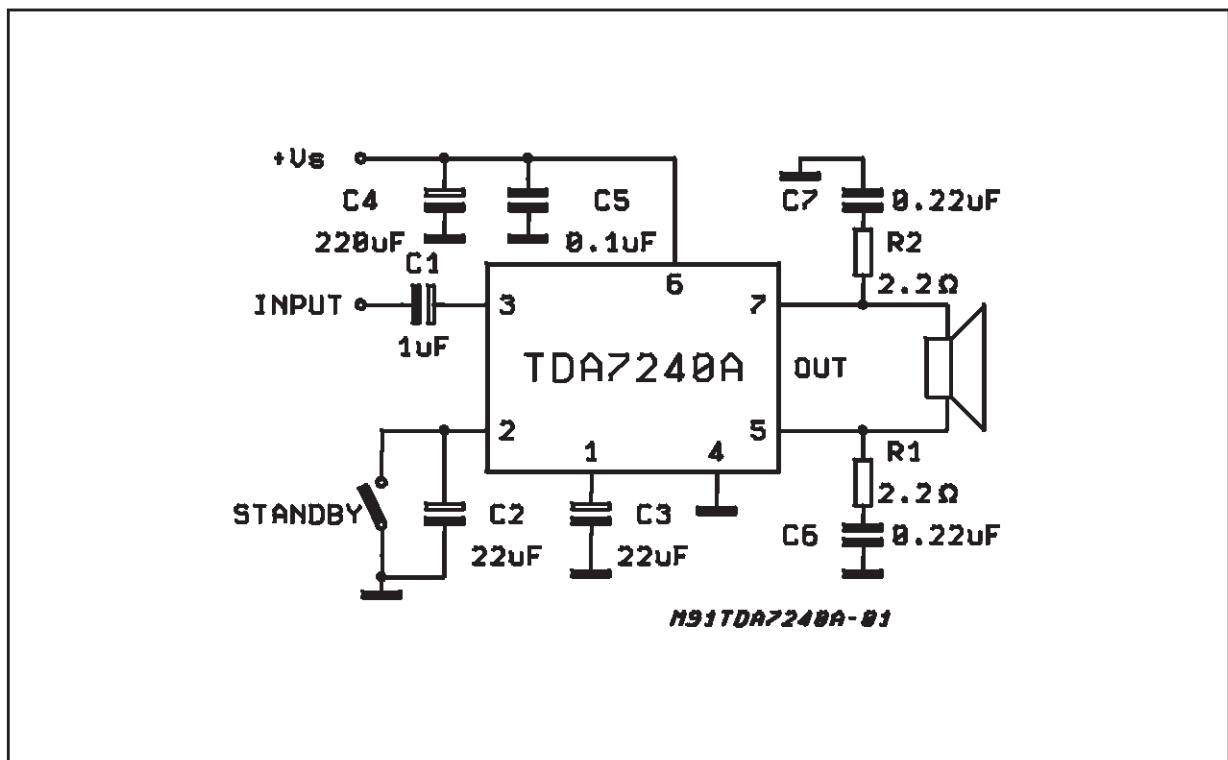 +Vs
C4
220uF
C5
0.1uF
C7
0.22uF
R2
2.2Ω
C1
INPUT
1uF
3
6
7
TDA7240A
OUT
2
1
4
5
STANDBY
C2
22uF
C3
22uF
R1
2.2Ω
C6
0.22uF
M91TDA7240A-01